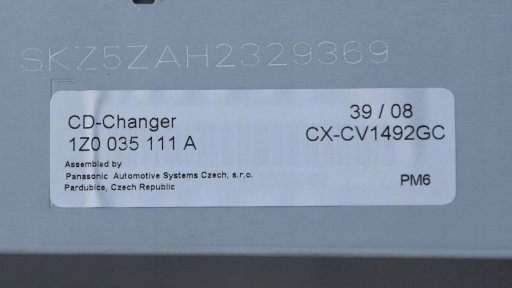 SKZ5ZAH2329369
CD-Changer
39 / 08
1Z0 035 111 A
CX-CV1492GC
Assembled by
Panasonic Automotive Systems Czech, s.r.o.
Pardubice, Czech Republic
PM6